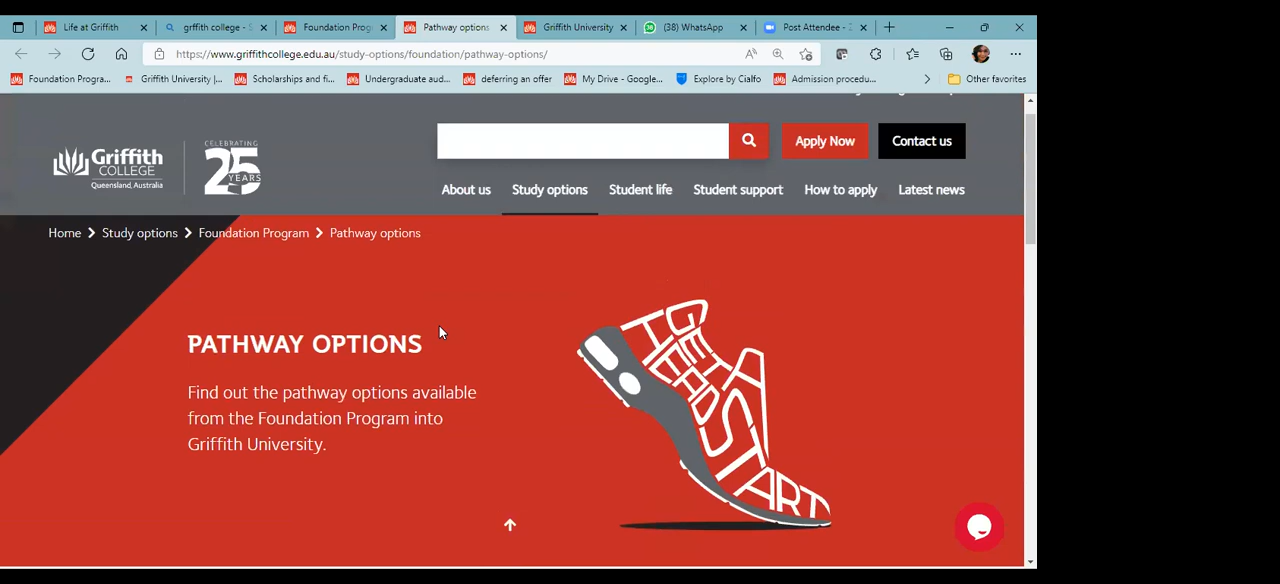 Life at Griffith
grffith college - S
Foundation Prog
Pathway options
Griffith University
(38) WhatsApp
Post Attendee - Z
https://www.griffithcollege.edu.au/study-options/foundation/pathway-options/
Foundation Progra...
Griffith University |...
Scholarships and fi...
Undergraduate aud...
deferring an offer
My Drive - Google...
Explore by Cialfo
Admission procedu...
Other favorites
Griffith
COLLEGE
Queensland, Australia
CELEBRATING
25
YEARS
Apply Now
Contact us
About us
Study options
Student life
Student support
How to apply
Latest news
Home
Study options
Foundation Program
Pathway options
PATHWAY OPTIONS
Find out the pathway options available
from the Foundation Program into
Griffith University.
GET A
HEAD
START